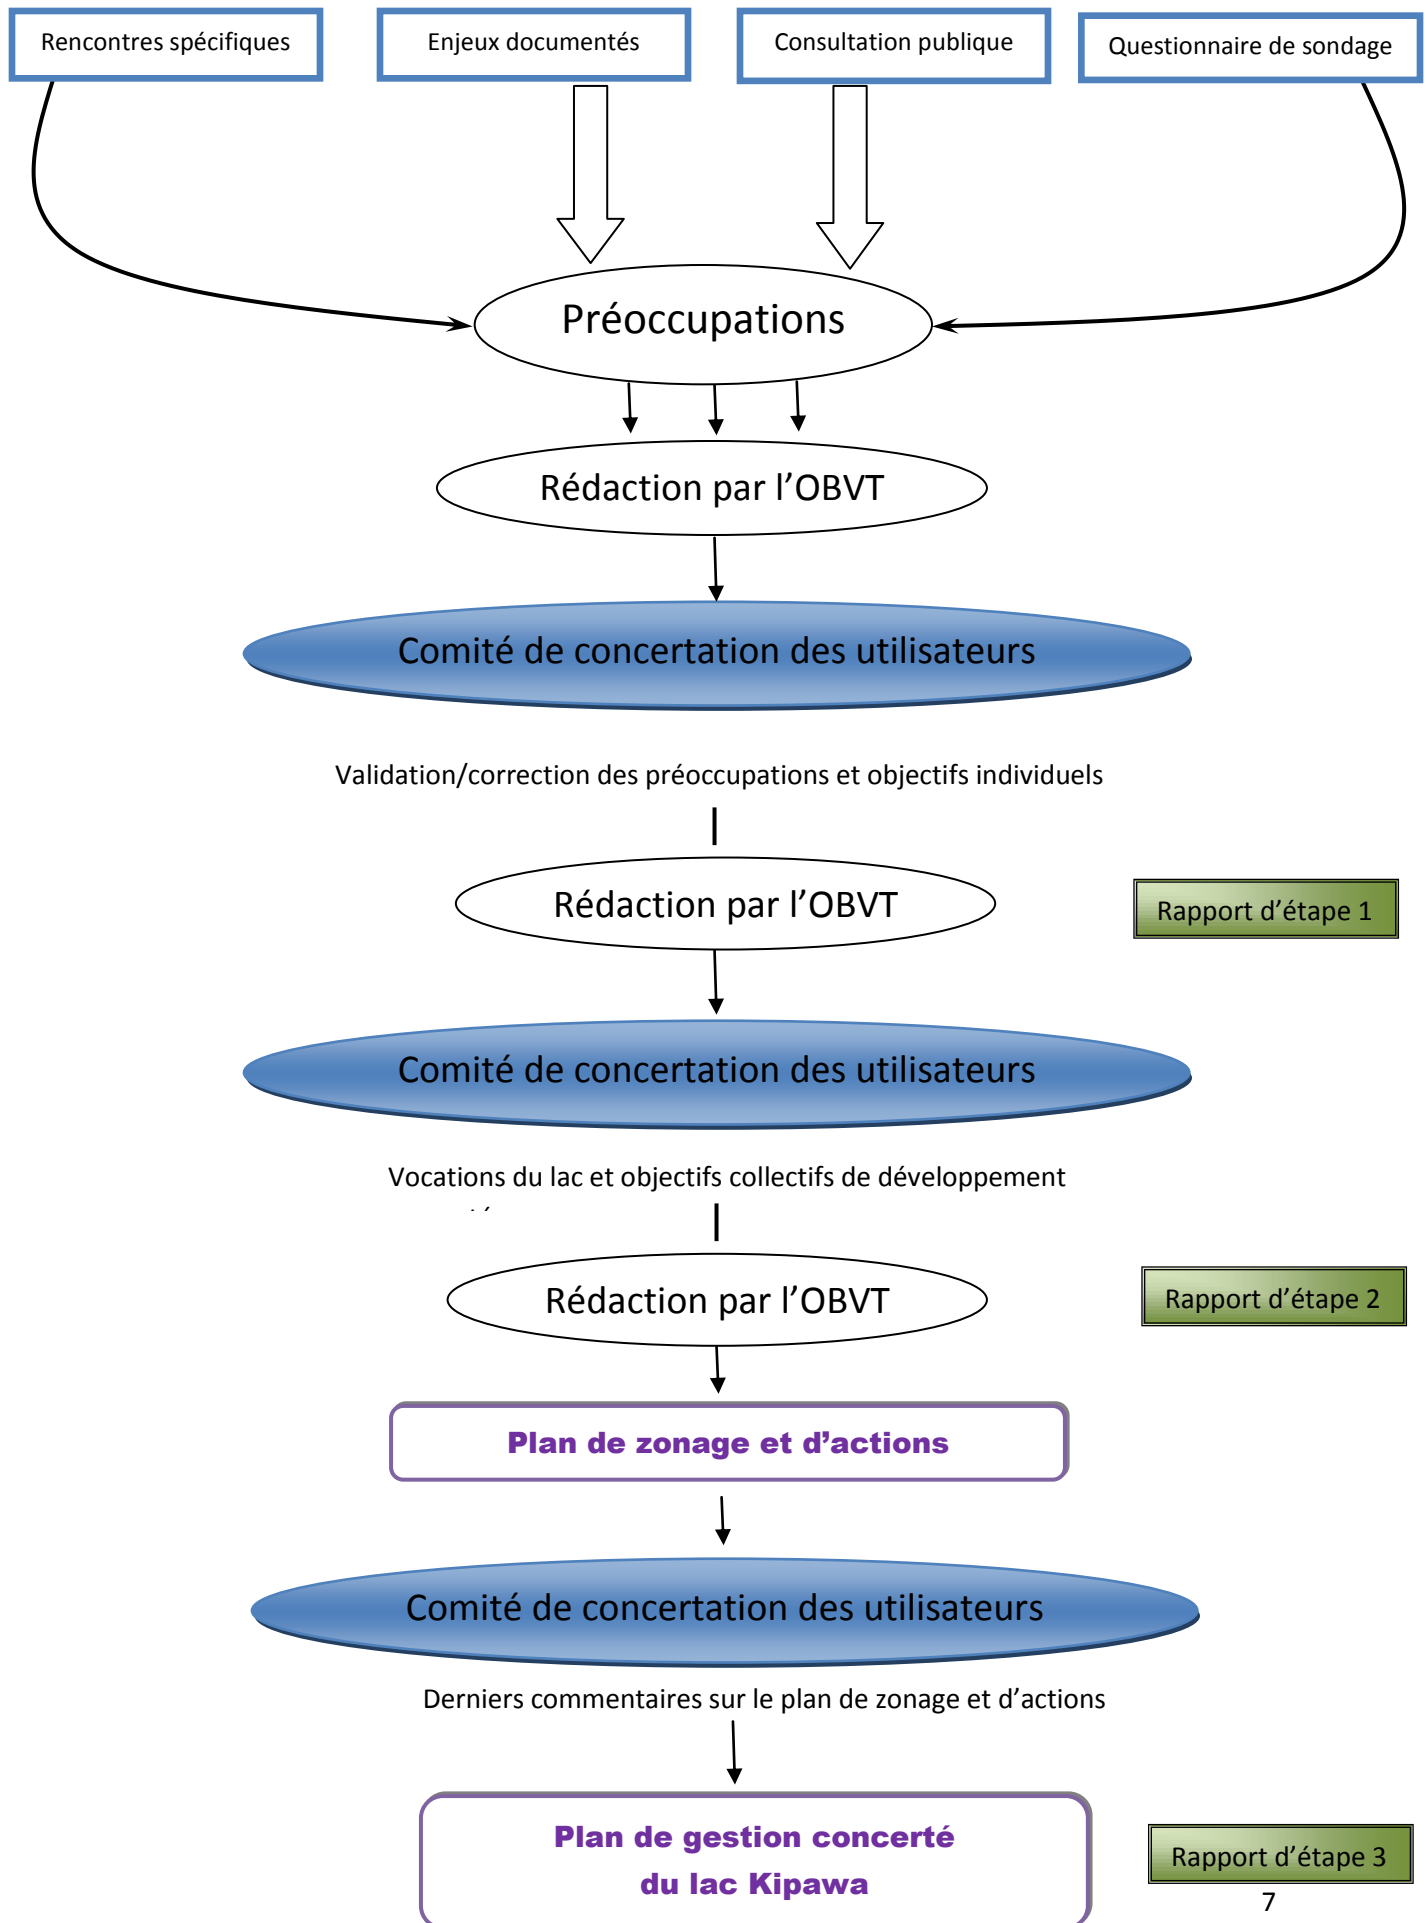 Rencontres spécifiques
Enjeux documentés
Consultation publique
Questionnaire de sondage
Préoccupations
Rédaction par l'OBVT
Comité de concertation des utilisateurs
Validation/correction des préoccupations et objectifs individuels
Rédaction par l'OBVT
Rapport d'étape 1
Comité de concertation des utilisateurs
Vocations du lac et objectifs collectifs de développement
Rédaction par l'OBVT
Rapport d'étape 2
Plan de zonage et d'actions
Comité de concertation des utilisateurs
Derniers commentaires sur le plan de zonage et d'actions
Plan de gestion concerté
du lac Kipawa
Rapport d'étape 3
7